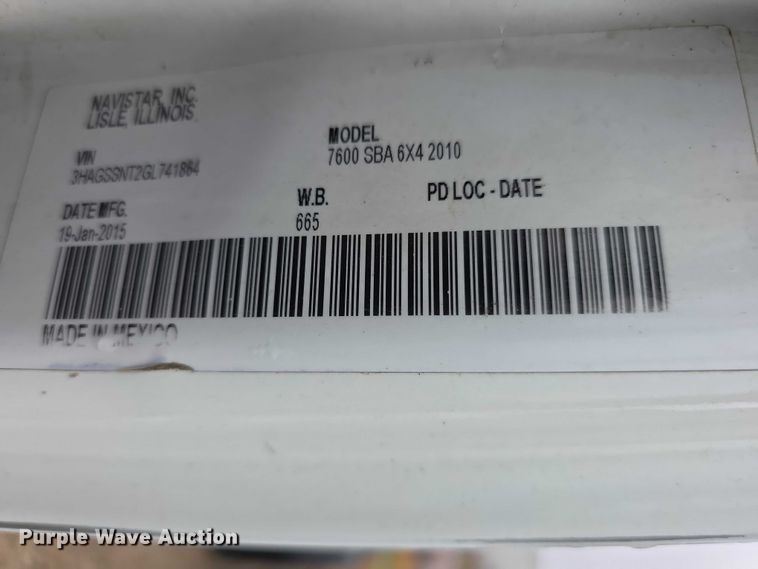 NAVISTAR, INC.
LISLE, ILLINOIS
VIN
3HAGSSNT2GL741864
MODEL
7600 SBA 6X4 2010
DATE MFG.
19-Jan-2015
W.B.
665
PD LOC - DATE
MADE IN MEXICO
Purple Wave Auction